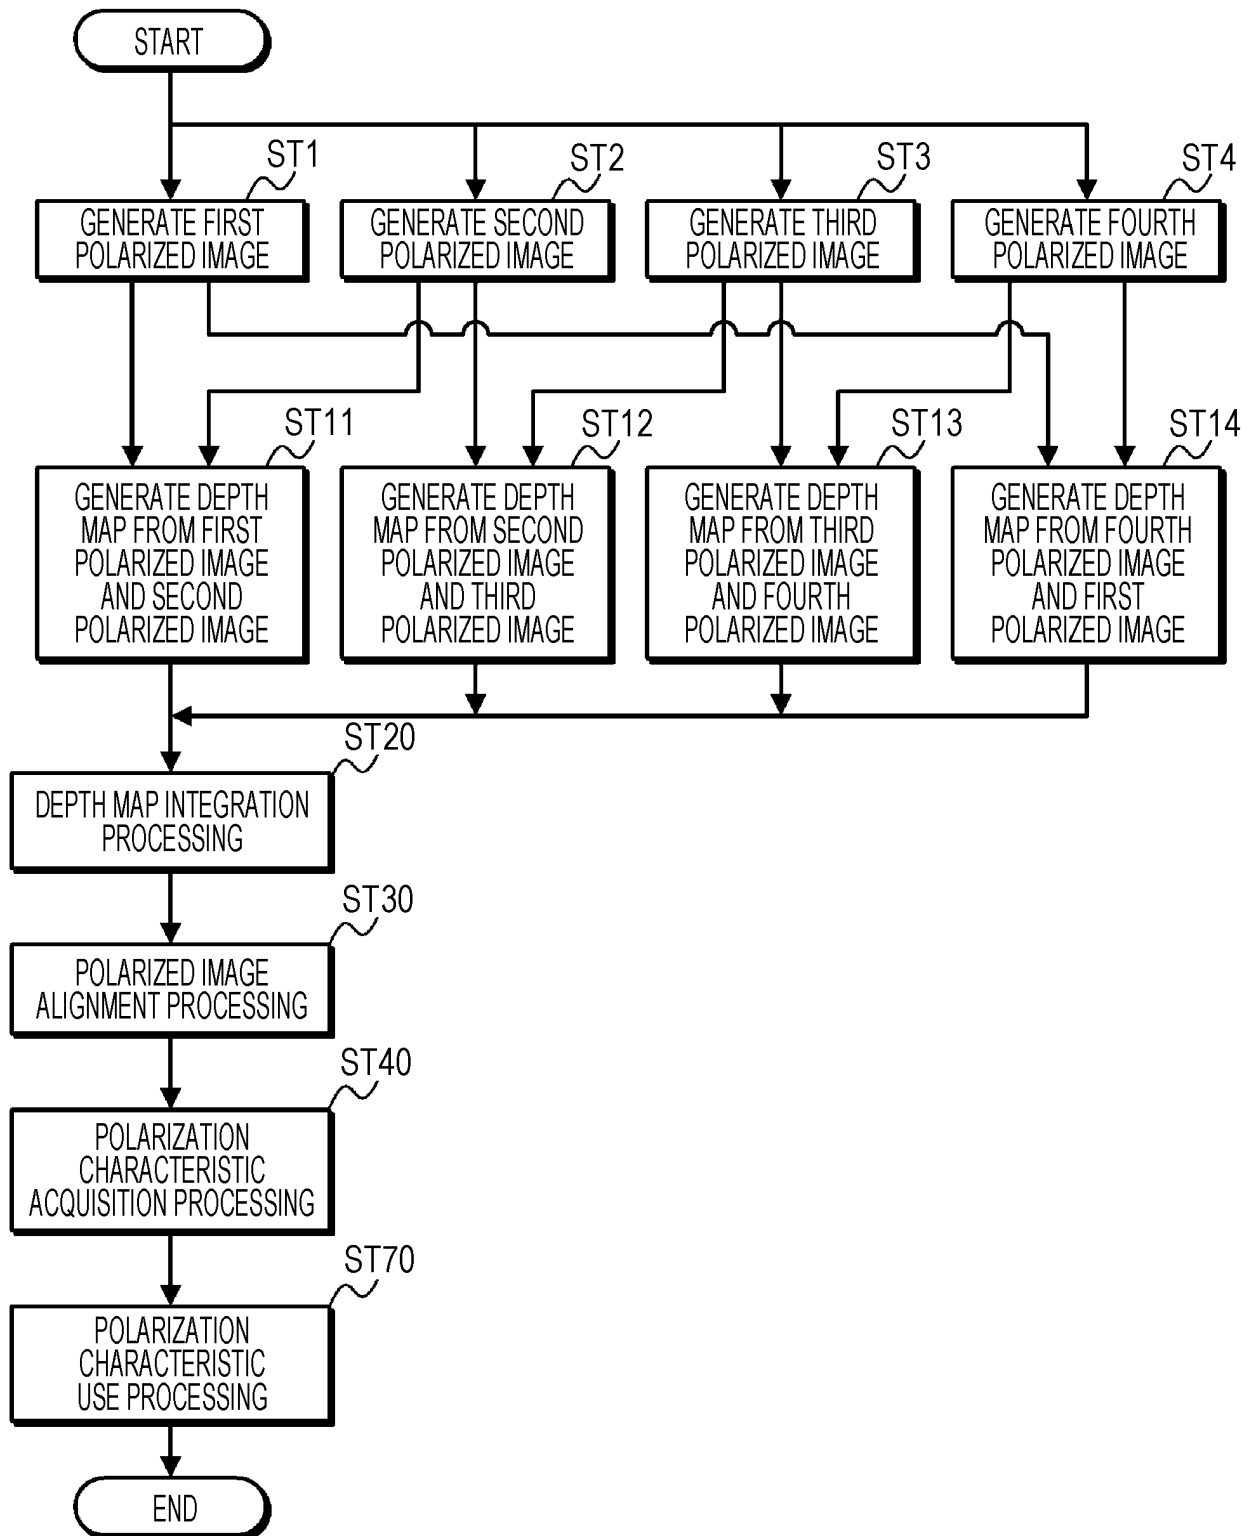 START
ST1
ST2
ST3
ST4
GENERATE FIRST
POLARIZED IMAGE
GENERATE SECOND
POLARIZED IMAGE
GENERATE THIRD
POLARIZED IMAGE
GENERATE FOURTH
POLARIZED IMAGE
ST11
ST12
ST13
ST14
GENERATE DEPTH
MAP FROM FIRST
POLARIZED IMAGE
AND SECOND
POLARIZED IMAGE
GENERATE DEPTH
MAP FROM SECOND
POLARIZED IMAGE
AND THIRD
POLARIZED IMAGE
GENERATE DEPTH
MAP FROM THIRD
POLARIZED IMAGE
AND FOURTH
POLARIZED IMAGE
GENERATE DEPTH
MAP FROM FOURTH
POLARIZED IMAGE
AND FIRST
POLARIZED IMAGE
ST20
DEPTH MAP INTEGRATION
PROCESSING
ST30
POLARIZED IMAGE
ALIGNMENT PROCESSING
ST40
POLARIZATION
CHARACTERISTIC
ACQUISITION PROCESSING
ST70
POLARIZATION
CHARACTERISTIC
USE PROCESSING
END